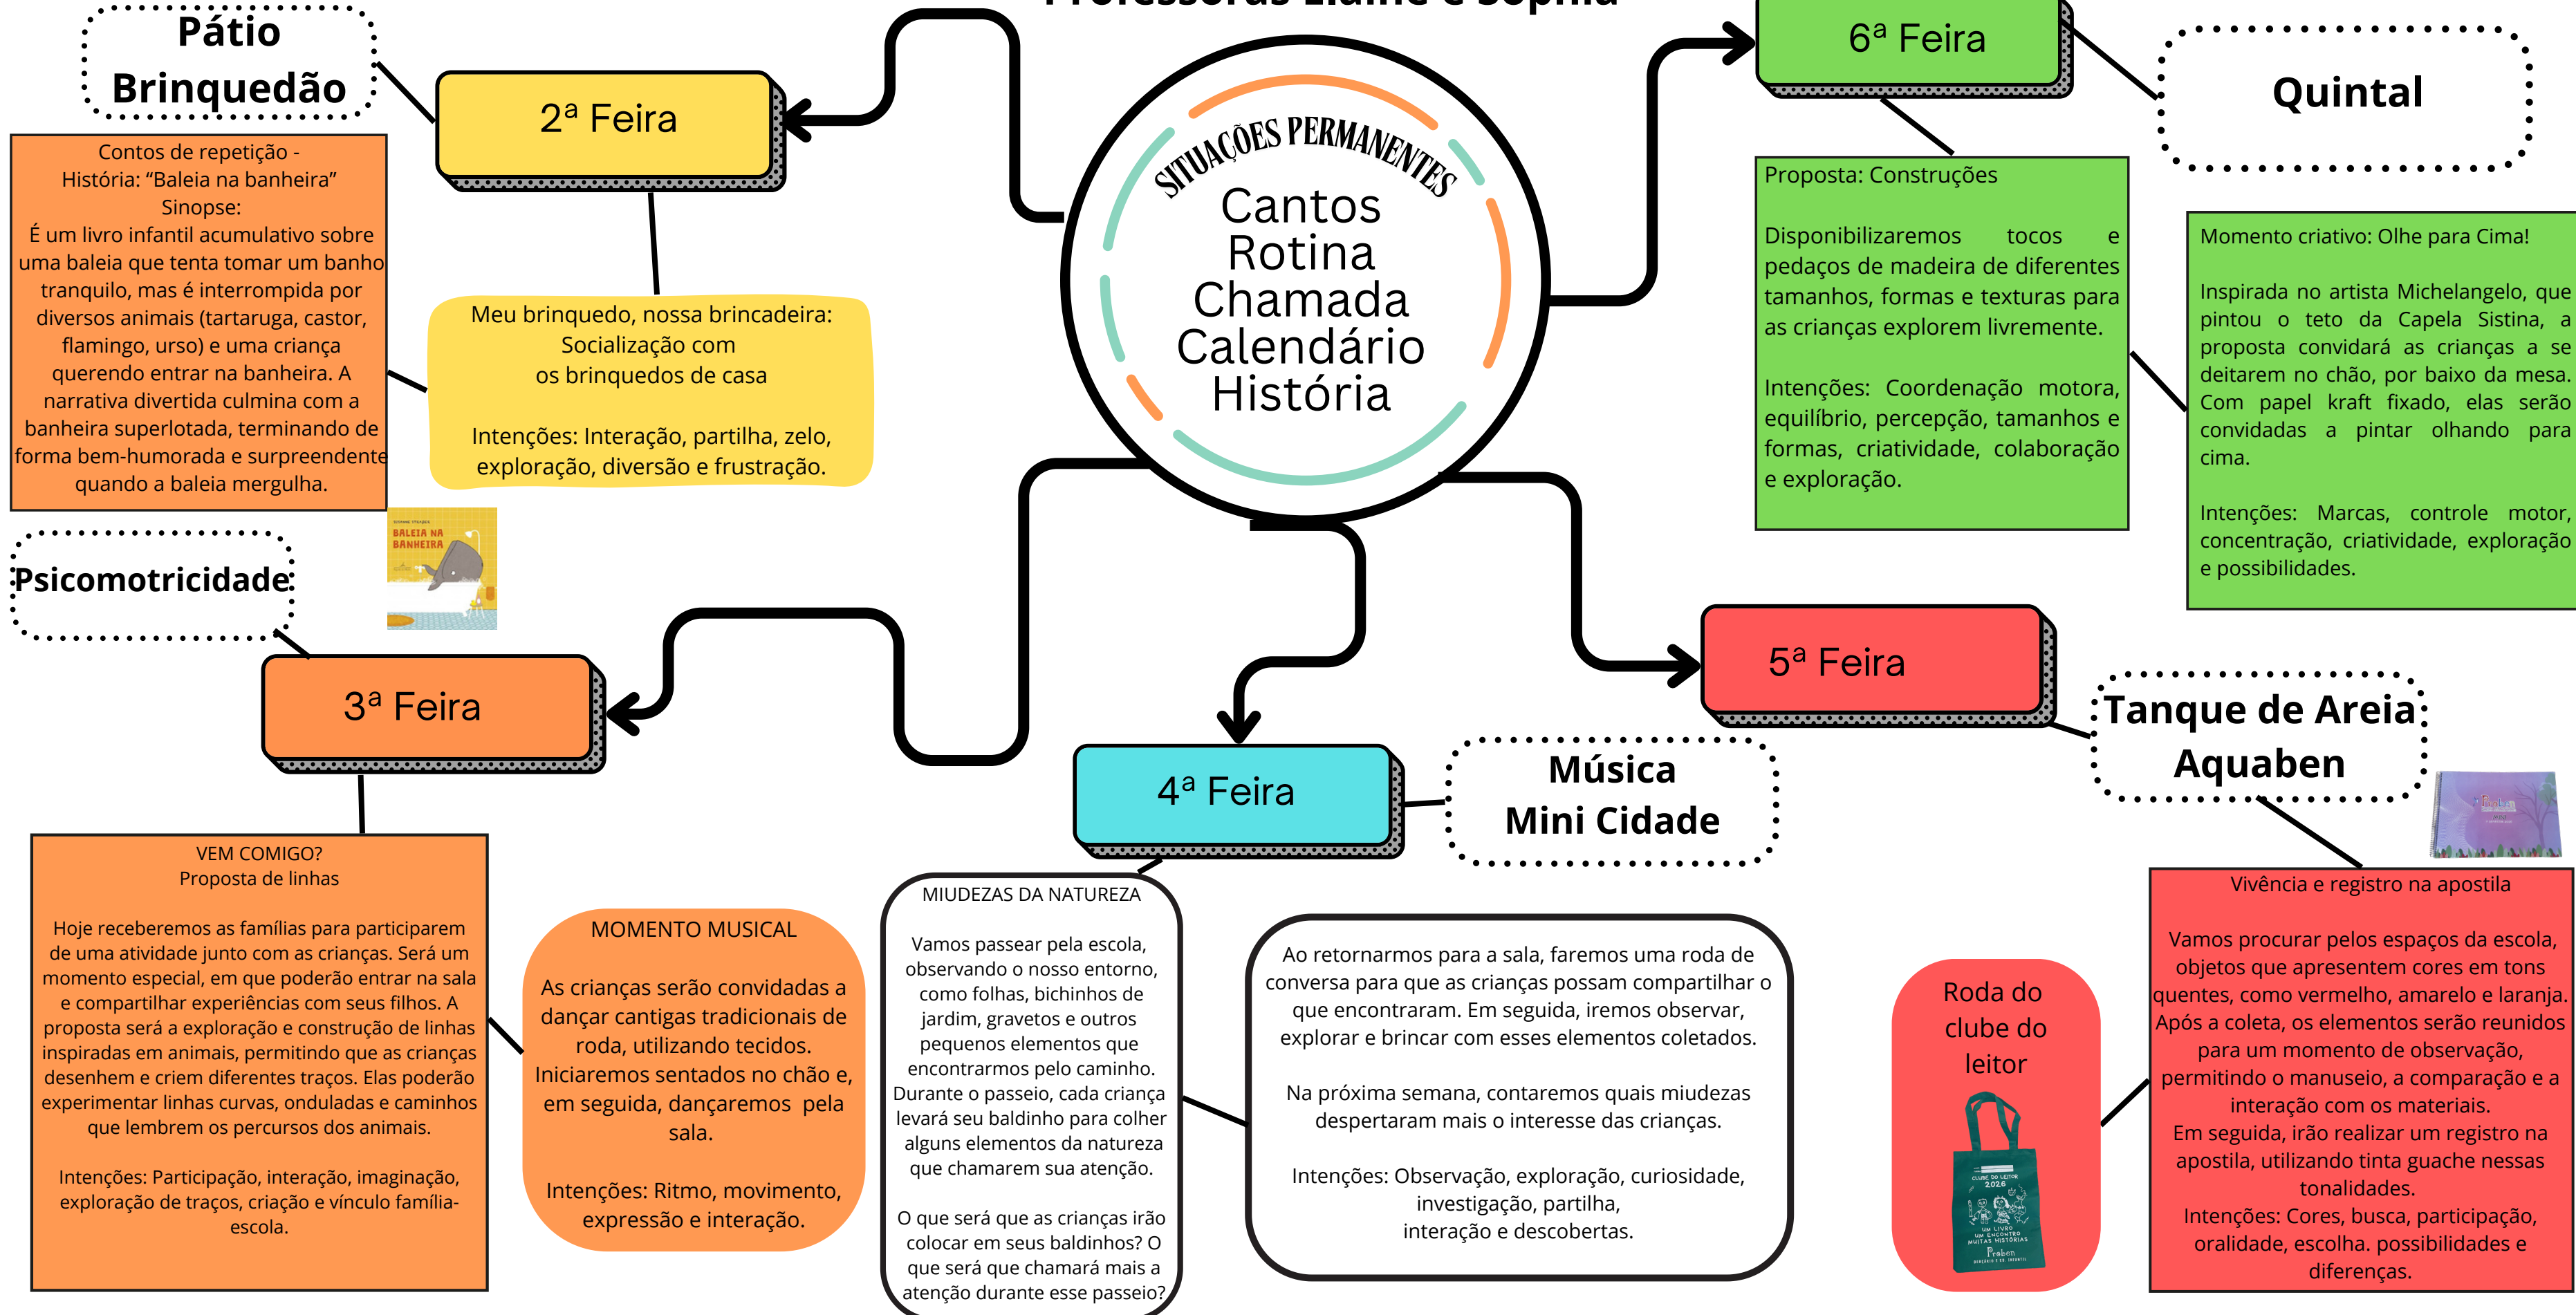 Professoras Elaine e Sophia
Pátio
Brinquedão
2ª Feira
Contos de repetição -
História: “Baleia na banheira”
Sinopse:
É um livro infantil acumulativo sobre
uma baleia que tenta tomar um banho
tranquilo, mas é interrompida por
diversos animais (tartaruga, castor,
flamingo, urso) e uma criança
querendo entrar na banheira. A
narrativa divertida culmina com a
banheira superlotada, terminando de
forma bem-humorada e surpreendente
quando a baleia mergulha.
Meu brinquedo, nossa brincadeira:
Socialização com
os brinquedos de casa
Intenções: Interação, partilha, zelo,
exploração, diversão e frustração.
BALEIA NA
BANHEIRA
SITUAÇÕES PERMANENTES
Cantos
Rotina
Chamada
Calendário
História
6ª Feira
Quintal
Proposta: Construções
Disponibilizaremos tocos e
pedaços de madeira de diferentes
tamanhos, formas e texturas para
as crianças explorem livremente.
Intenções: Coordenação motora,
equilíbrio, percepção, tamanhos e
formas, criatividade, colaboração
e exploração.
Momento criativo: Olhe para Cima!
Inspirada no artista Michelangelo, que
pintou o teto da Capela Sistina, a
proposta convidará as crianças a se
deitarem no chão, por baixo da mesa.
Com papel kraft fixado, elas serão
convidadas a pintar olhando para
cima.
Intenções: Marcas, controle motor,
concentração, criatividade, exploração
e possibilidades.
Psicomotricidade
3ª Feira
VEM COMIGO?
Proposta de linhas
Hoje receberemos as famílias para participarem
de uma atividade junto com as crianças. Será um
momento especial, em que poderão entrar na sala
e compartilhar experiências com seus filhos. A
proposta será a exploração e construção de linhas
inspiradas em animais, permitindo que as crianças
desenhem e criem diferentes traços. Elas poderão
experimentar linhas curvas, onduladas e caminhos
que lembrem os percursos dos animais.
Intenções: Participação, interação, imaginação,
exploração de traços, criação e vínculo família-
escola.
MOMENTO MUSICAL
As crianças serão convidadas a
dançar cantigas tradicionais de
roda, utilizando tecidos.
Iniciaremos sentados no chão e,
em seguida, dançaremos pela
sala.
Intenções: Ritmo, movimento,
expressão e interação.
4ª Feira
Música
Mini Cidade
MIUDEZAS DA NATUREZA
Vamos passear pela escola,
observando o nosso entorno,
como folhas, bichinhos de
jardim, gravetos e outros
pequenos elementos que
encontrarmos pelo caminho.
Durante o passeio, cada criança
levará seu baldinho para colher
alguns elementos da natureza
que chamarem sua atenção.
O que será que as crianças irão
colocar em seus baldinhos? O
que será que chamará mais a
atenção durante esse passeio?
Ao retornarmos para a sala, faremos uma roda de
conversa para que as crianças possam compartilhar o
que encontraram. Em seguida, iremos observar,
explorar e brincar com esses elementos coletados.
Na próxima semana, contaremos quais miudezas
despertaram mais o interesse das crianças.
Intenções: Observação, exploração, curiosidade,
investigação, partilha,
interação e descobertas.
5ª Feira
Tanque de Areia
Aquaben
Vivência e registro na apostila
Vamos procurar pelos espaços da escola,
objetos que apresentem cores em tons
quentes, como vermelho, amarelo e laranja.
Após a coleta, os elementos serão reunidos
para um momento de observação,
permitindo o manuseio, a comparação e a
interação com os materiais.
Em seguida, irão realizar um registro na
apostila, utilizando tinta guache nessas
tonalidades.
Intenções: Cores, busca, participação,
oralidade, escolha. possibilidades e
diferenças.
Roda do
clube do
leitor
CLUBE DO LEITOR
2026
UM LIVRO
UM ENCONTRO
MUITAS HISTÓRIAS
Proben